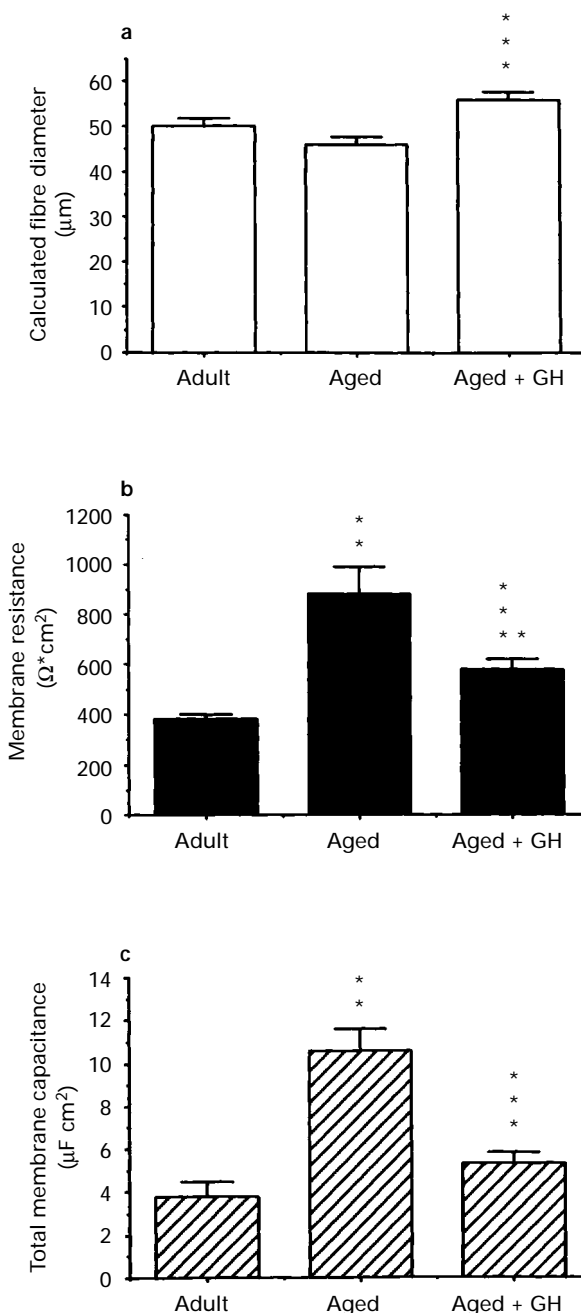 a
*
*
*
Calculated fibre diameter
(μm)
60
50
40
30
20
10
0
Adult Aged Aged + GH
b
Membrane resistance
(Ω*cm²)
1200
1000
800
600
400
200
0
*
*
*
*
* *
Adult Aged Aged + GH
c
Total membrane capacitance
(μF cm²)
14
12
10
8
6
4
2
0
*
*
*
*
*
Adult Aged Aged + GH